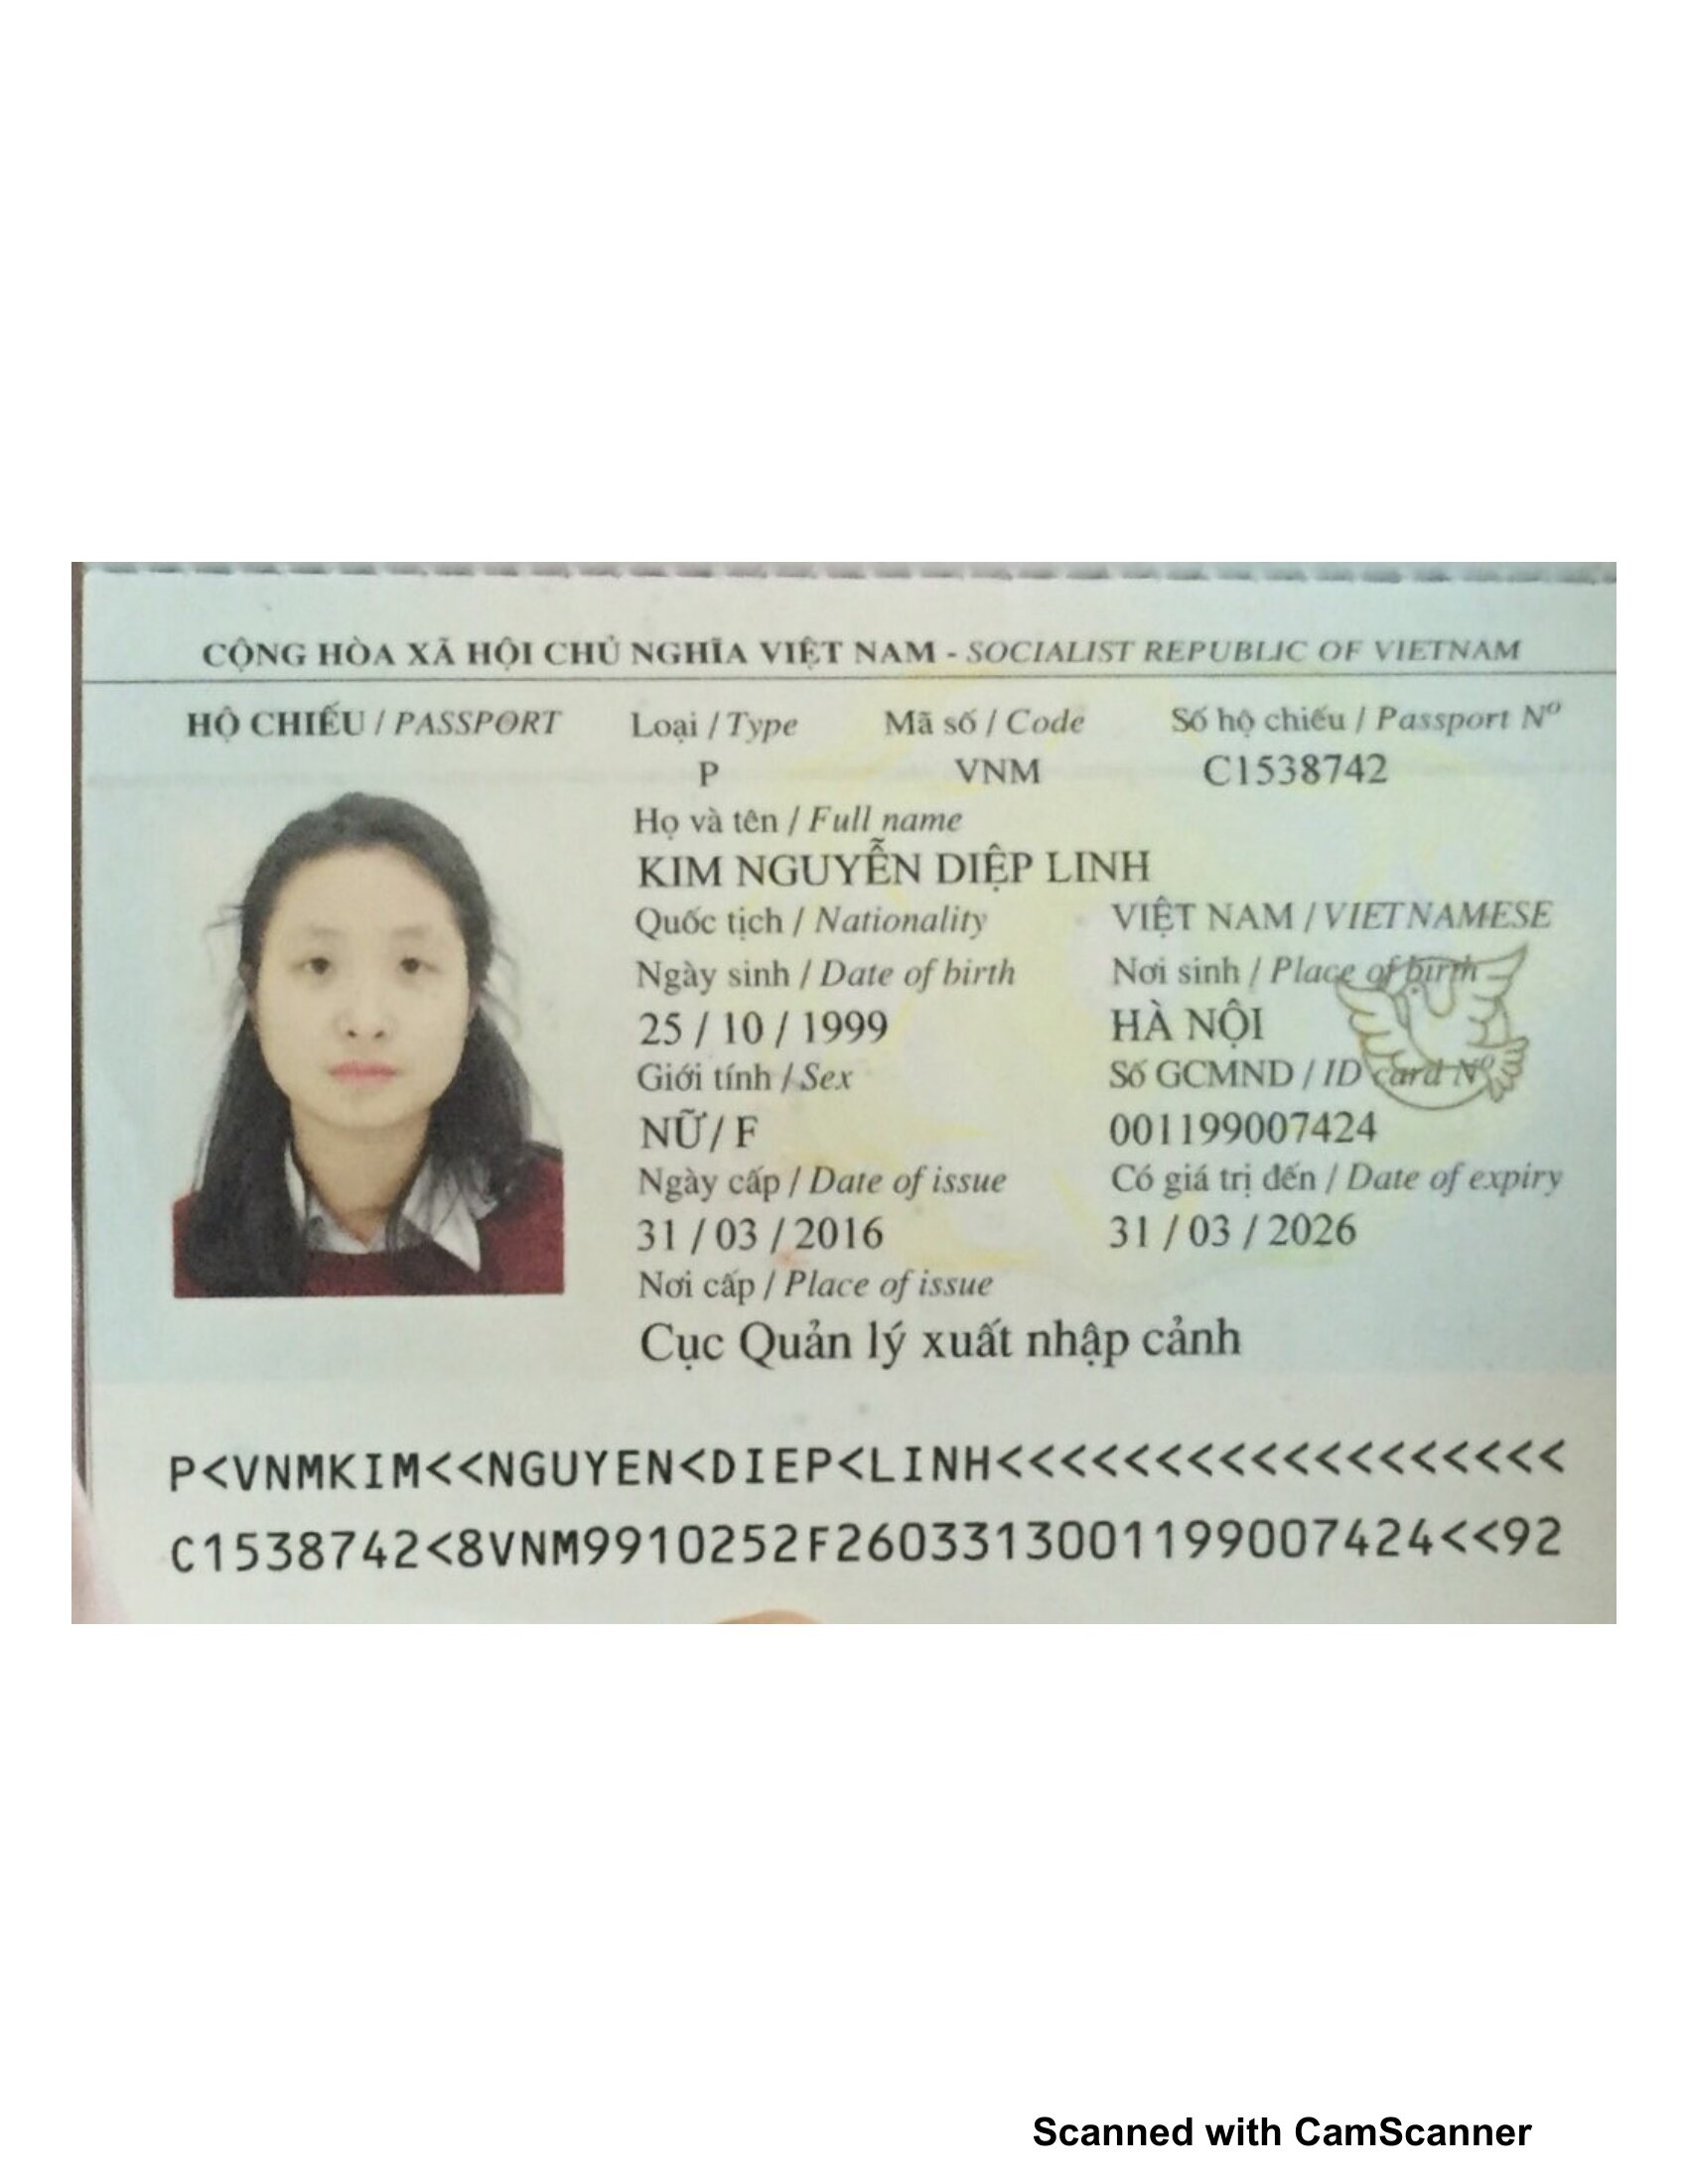 CỘNG HÒA XÃ HỘI CHỦ NGHĨA VIỆT NAM - SOCIALIST REPUBLIC OF VIETNAM
HỘ CHIẾU / PASSPORT Loại / Type Mã số / Code Số hộ chiếu / Passport Nº
P VNM C1538742
Họ và tên / Full name
KIM NGUYỄN DIỆP LINH
Quốc tịch / Nationality VIỆT NAM / VIETNAMESE
Ngày sinh / Date of birth Nơi sinh / Place of birth
25 / 10 / 1999 HÀ NỘI
Giới tính / Sex Số GCMND / ID card Nº
NỮ / F 001199007424
Ngày cấp / Date of issue Có giá trị đến / Date of expiry
31 / 03 / 2016 31 / 03 / 2026
Nơi cấp / Place of issue
Cục Quản lý xuất nhập cảnh
P<VNMKIM<<NGUYEN<DIEP<LINH<<<<<<<<<<<<<<<<<<
C1538742<8VNM9910252F2603313001199007424<<92
Scanned with CamScanner